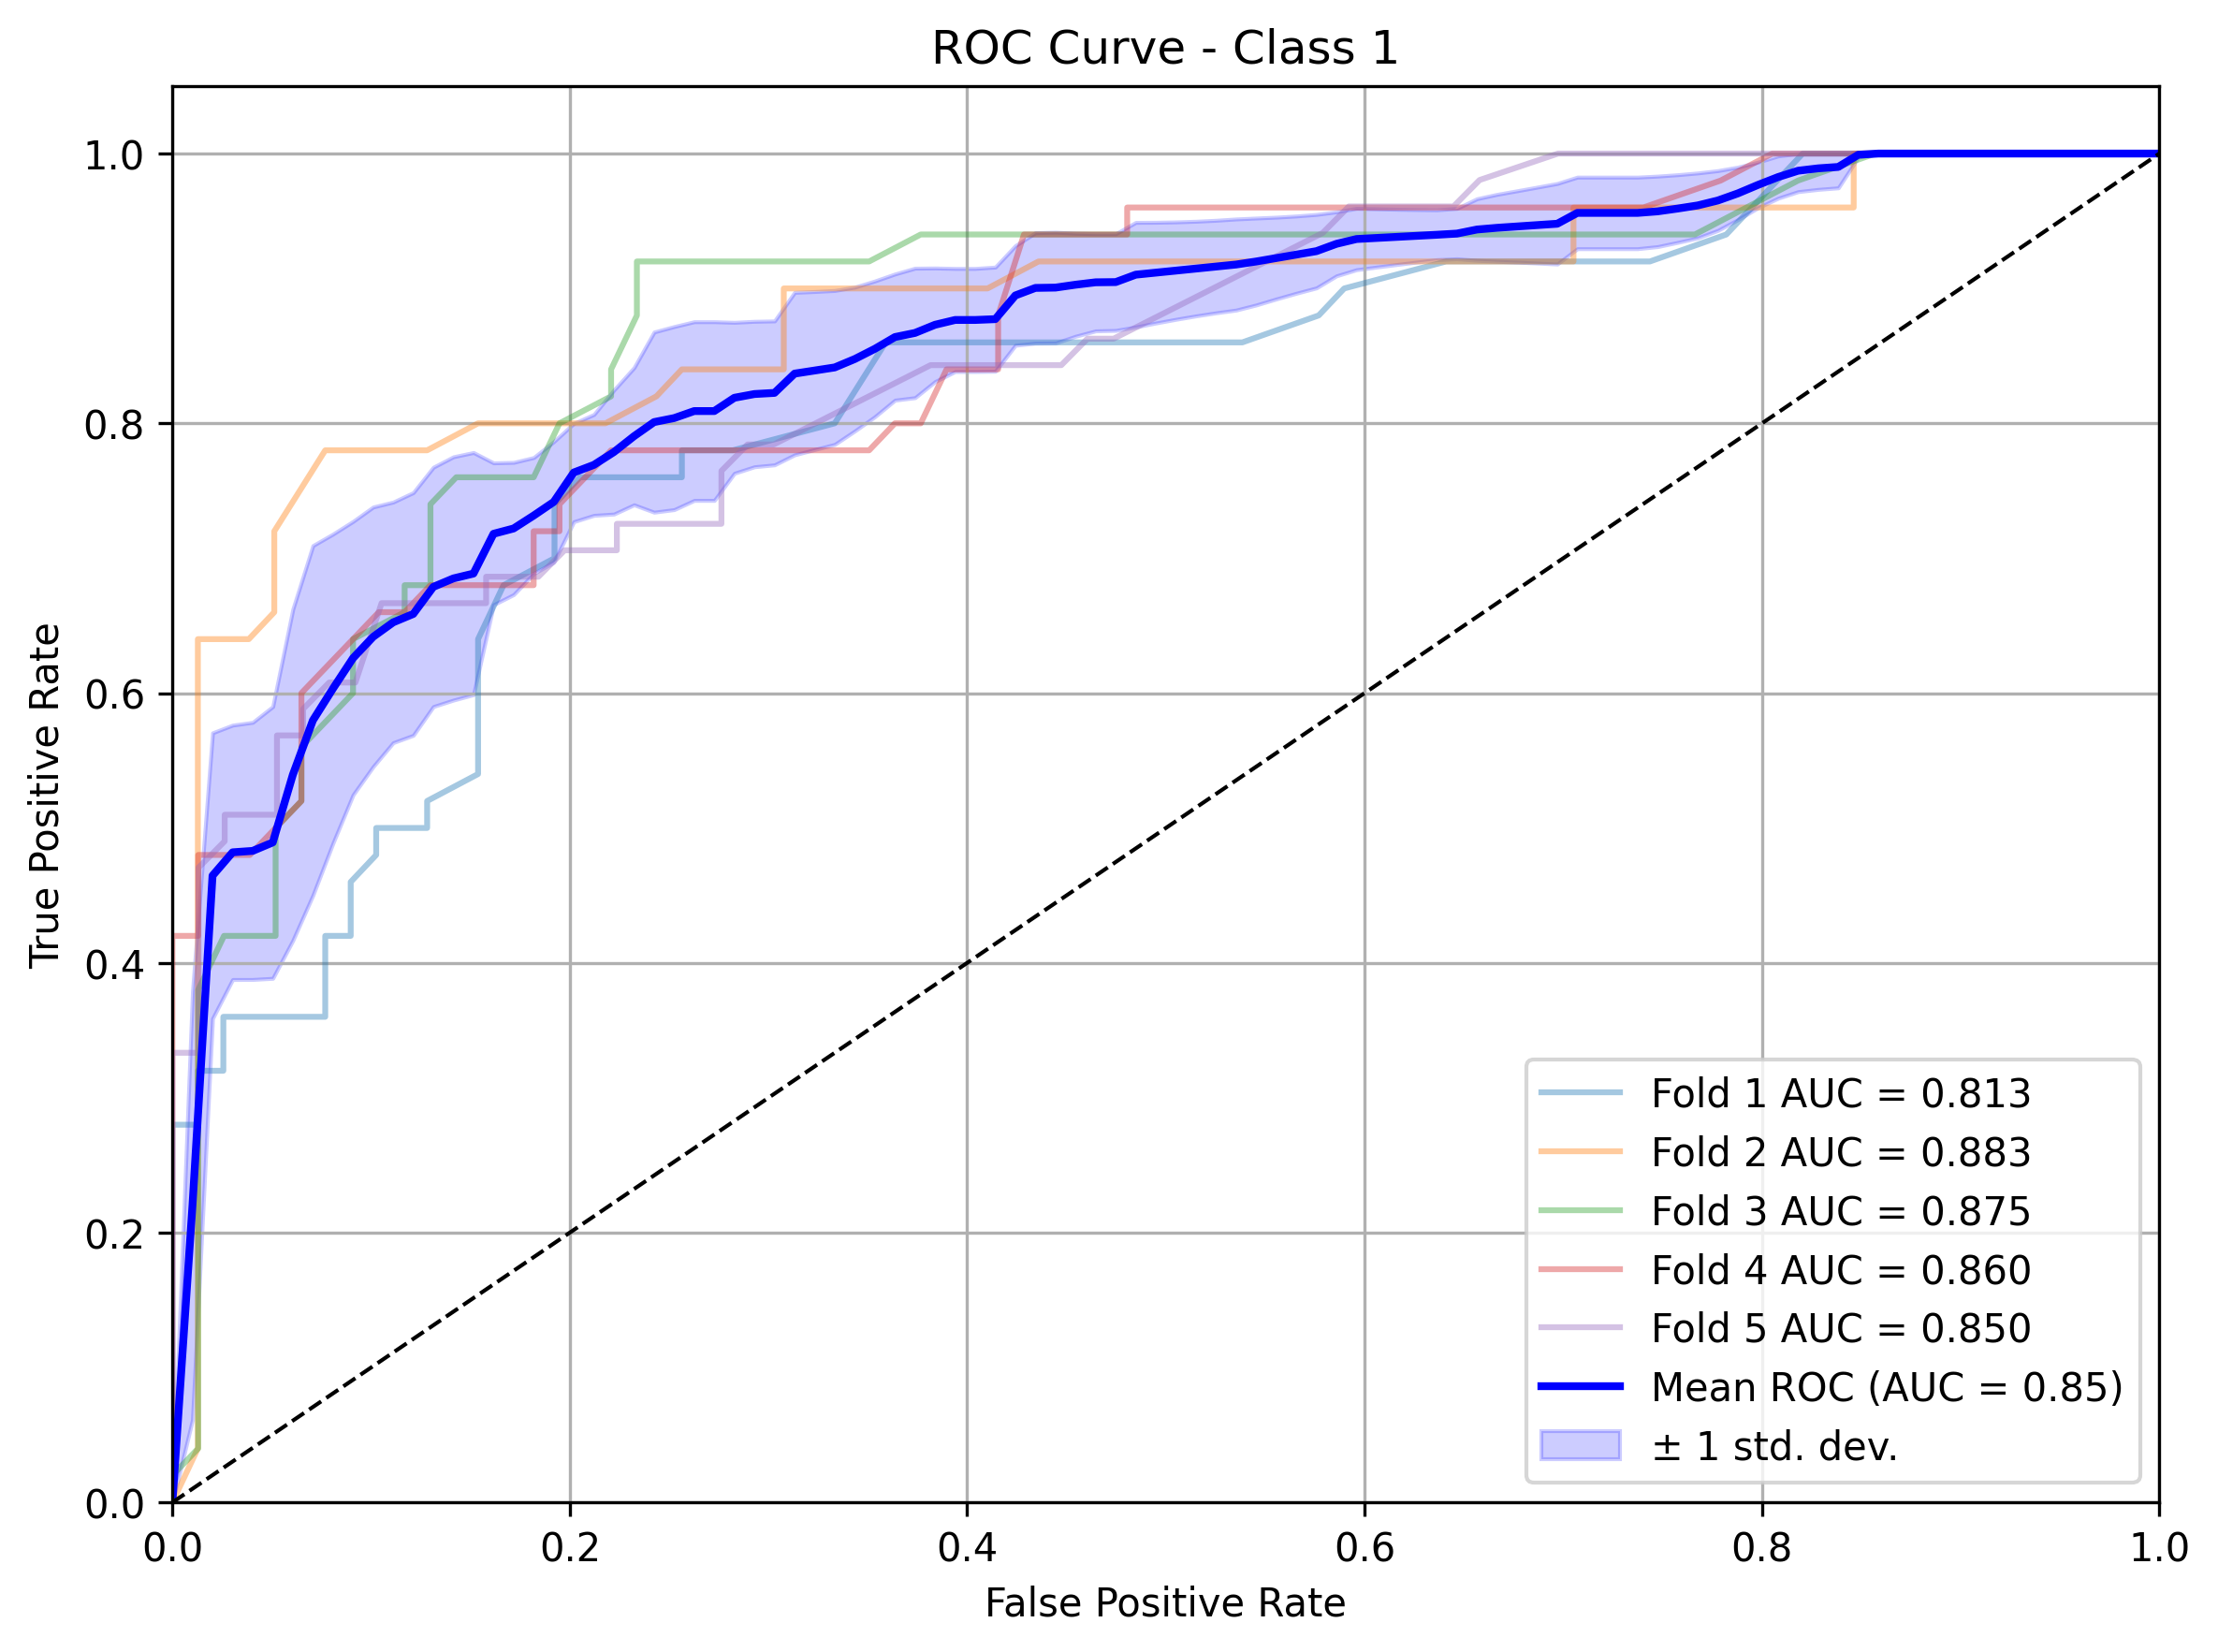 ROC Curve - Class 1
1.0
0.8
0.6
0.4
0.2
0.0
True Positive Rate
0.0 0.2 0.4 0.6 0.8 1.0
False Positive Rate
Fold 1 AUC = 0.813
Fold 2 AUC = 0.883
Fold 3 AUC = 0.875
Fold 4 AUC = 0.860
Fold 5 AUC = 0.850
Mean ROC (AUC = 0.85)
± 1 std. dev.